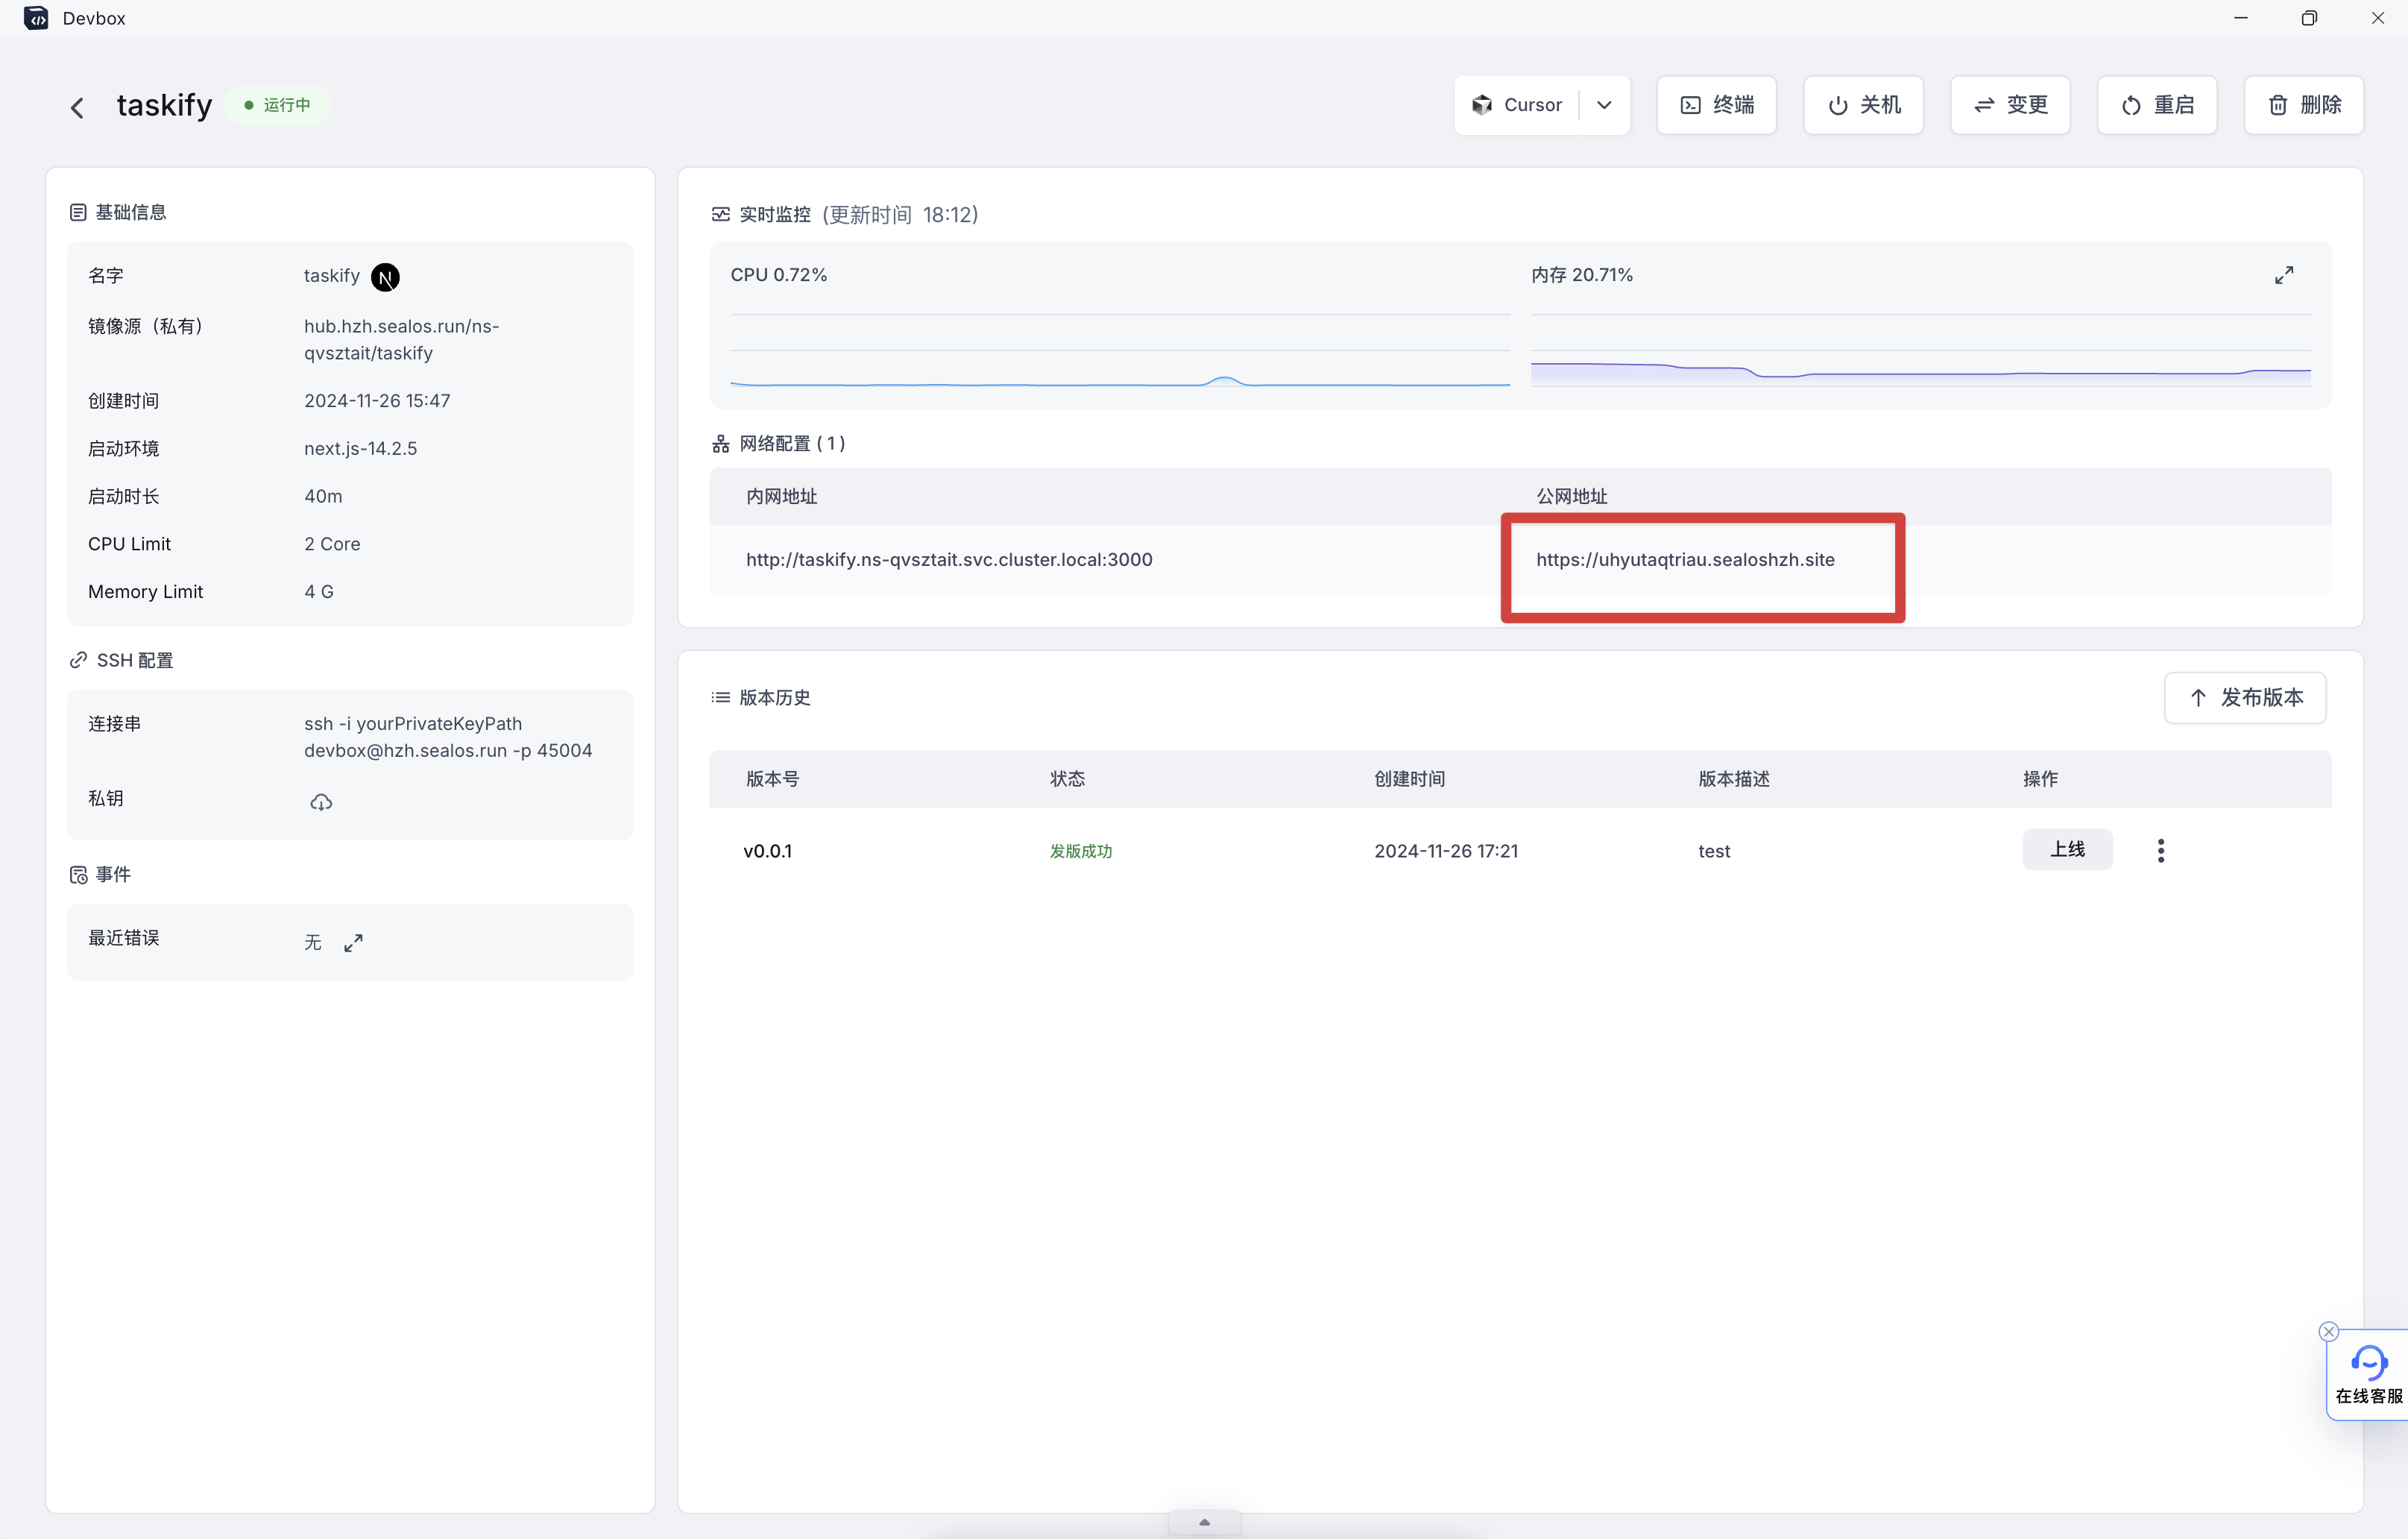 Devbox
taskify
运行中
Cursor
终端
关机
变更
重启
删除
基础信息
名字
taskify
镜像源（私有）
hub.hzh.sealos.run/ns-
qvsztait/taskify
创建时间
2024-11-26 15:47
启动环境
next.js-14.2.5
启动时长
40m
CPU Limit
2 Core
Memory Limit
4 G
SSH 配置
连接串
ssh -i yourPrivateKeyPath
devbox@hzh.sealos.run -p 45004
私钥
事件
最近错误
无
实时监控 (更新时间 18:12)
CPU 0.72%
内存 20.71%
网络配置 ( 1 )
内网地址
公网地址
http://taskify.ns-qvsztait.svc.cluster.local:3000
https://uhyutaqtriau.sealoshzh.site
版本历史
发布版本
版本号
状态
创建时间
版本描述
操作
v0.0.1
发版成功
2024-11-26 17:21
test
上线
在线客服